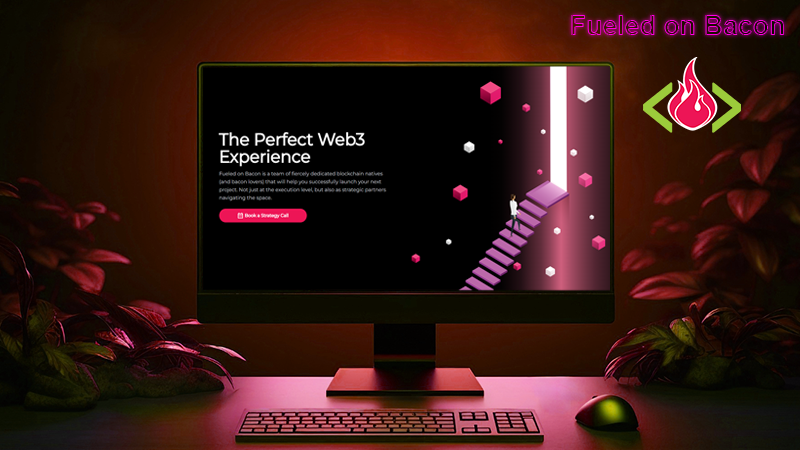 Fueled on Bacon
The Perfect Web3
Experience
Fueled on Bacon is a team of fiercely dedicated blockchain natives
(and bacon lovers) that will help you successfully launch your next
project. Not just at the execution level, but also as strategic partners
navigating the space.
Book a Strategy Call